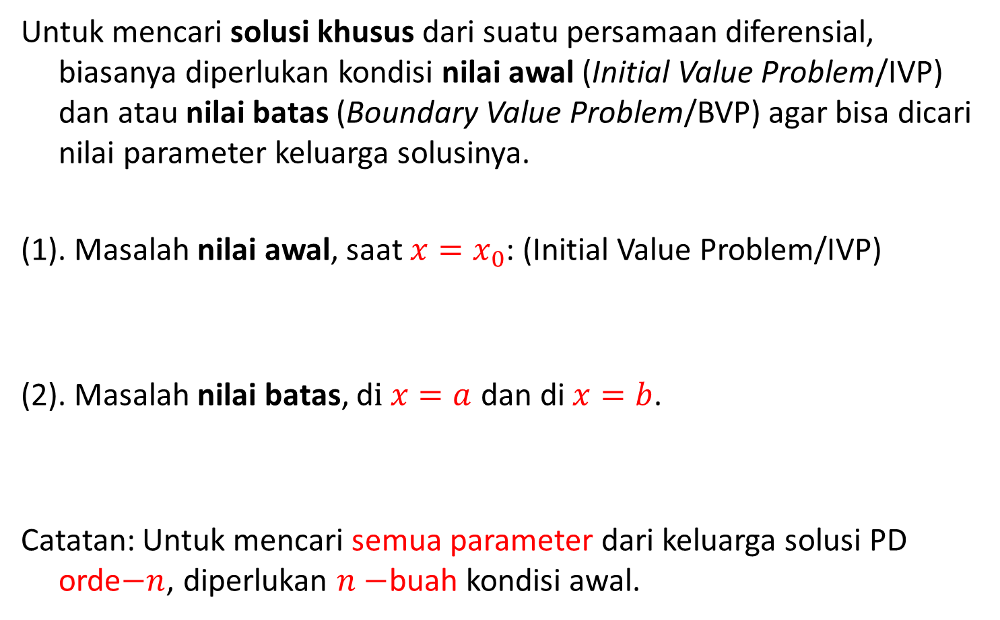 Untuk mencari solusi khusus dari suatu persamaan diferensial,
biasanya diperlukan kondisi nilai awal (Initial Value Problem/IVP)
dan atau nilai batas (Boundary Value Problem/BVP) agar bisa dicari
nilai parameter keluarga solusinya.
(1). Masalah nilai awal, saat x = x₀: (Initial Value Problem/IVP)
(2). Masalah nilai batas, di x = a dan di x = b.
Catatan: Untuk mencari semua parameter dari keluarga solusi PD
orde−n, diperlukan n −buah kondisi awal.